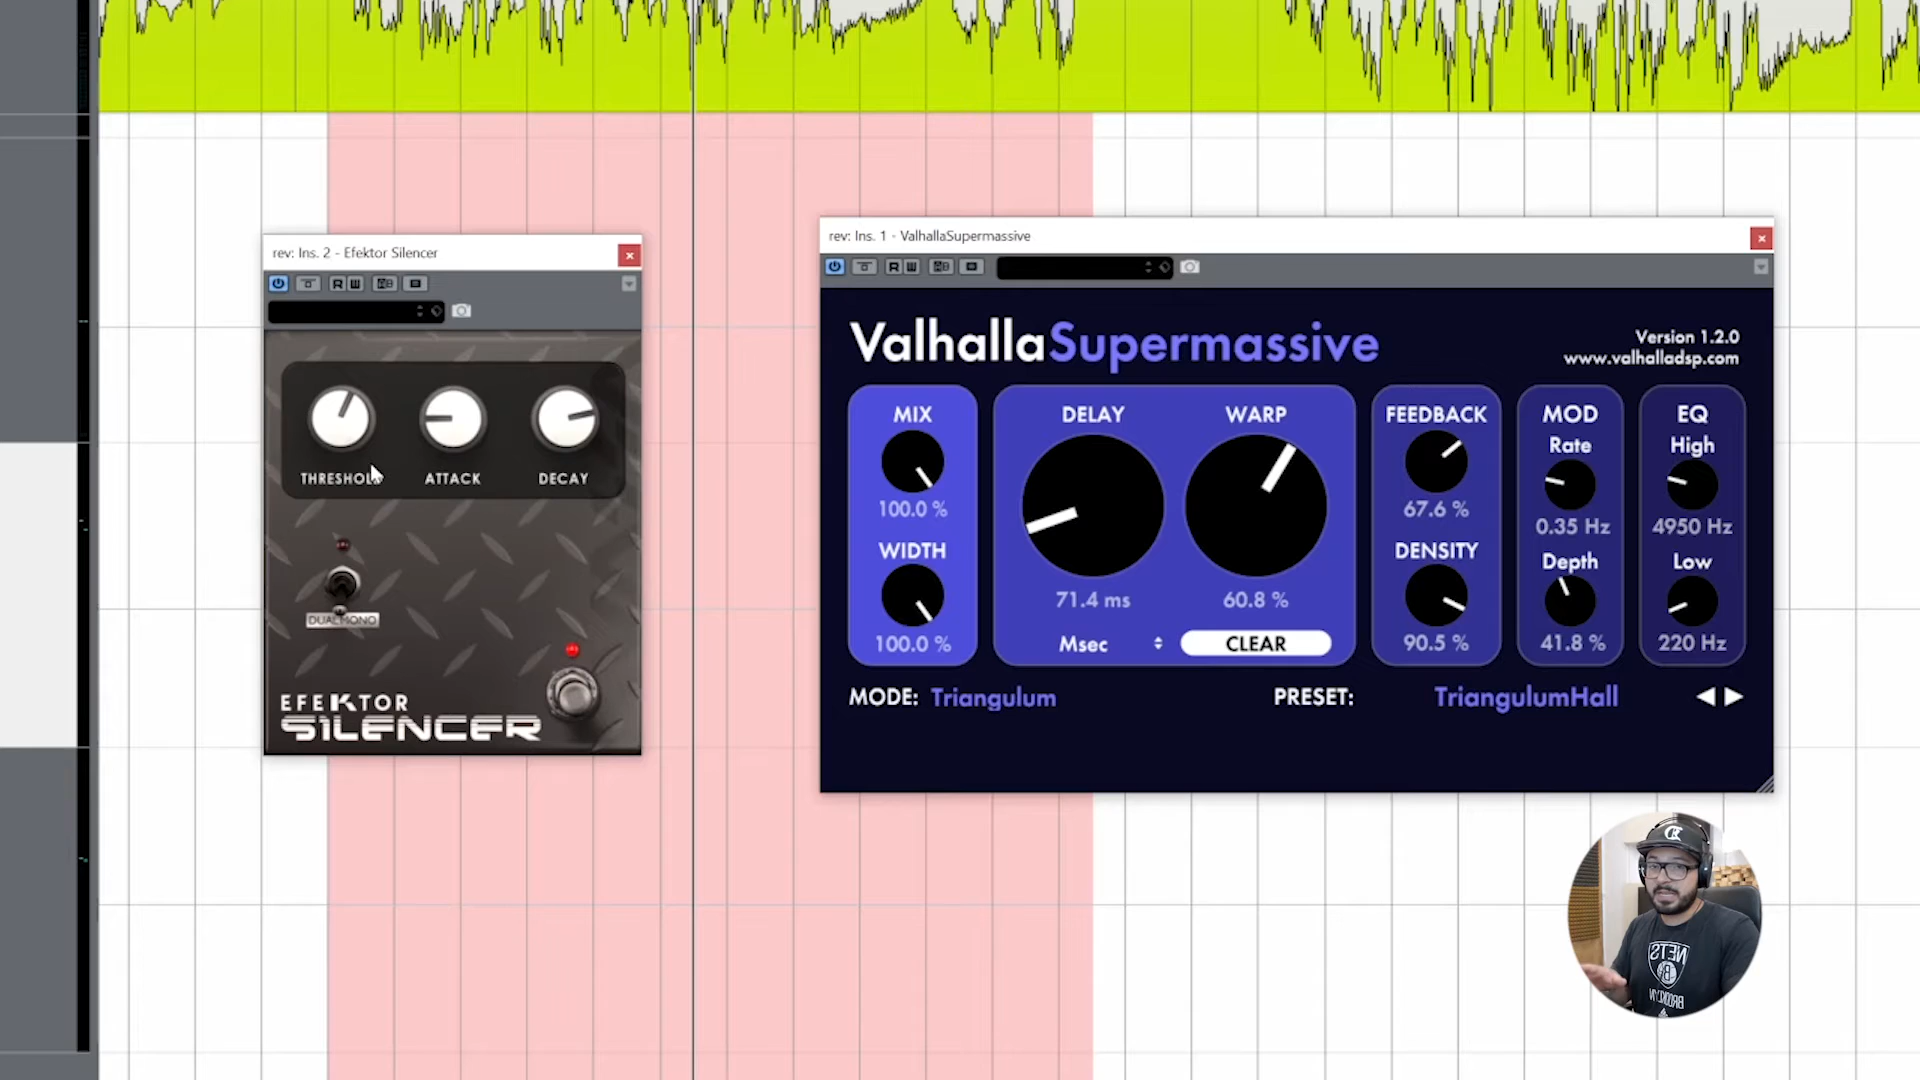 rev: Ins. 2 - Efektor Silencer
R W
THRESHOLD ATTACK DECAY
DUAL MONO
EFEKTOR
SILENCER
rev: Ins. 1 - ValhallaSupermassive
R W
ValhallaSupermassive
Version 1.2.0
www.valhalladsp.com
MIX
100.0 %
WIDTH
100.0 %
DELAY
71.4 ms
Msec
WARP
60.8 %
CLEAR
FEEDBACK
67.6 %
DENSITY
90.5 %
MOD
Rate
0.35 Hz
Depth
41.8 %
EQ
High
4950 Hz
Low
220 Hz
MODE: Triangulum
PRESET: TriangulumHall
NETS
BROOKLYN